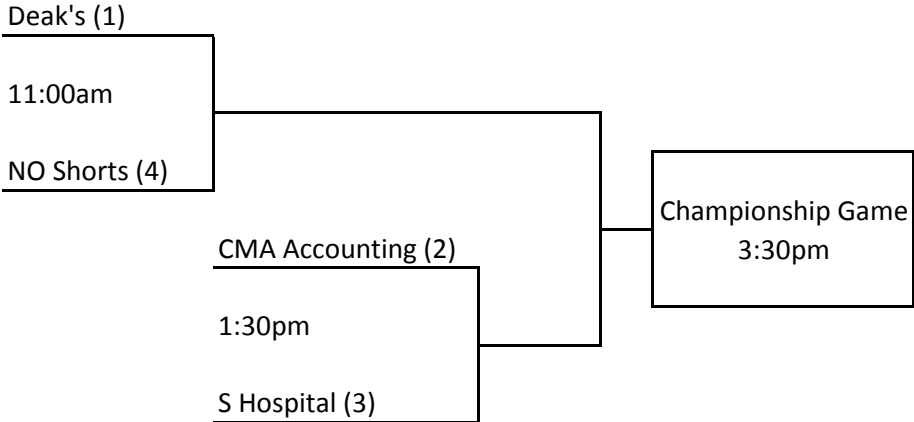 Deak's (1)
11:00am
NO Shorts (4)
CMA Accounting (2)
1:30pm
S Hospital (3)
Championship Game
3:30pm